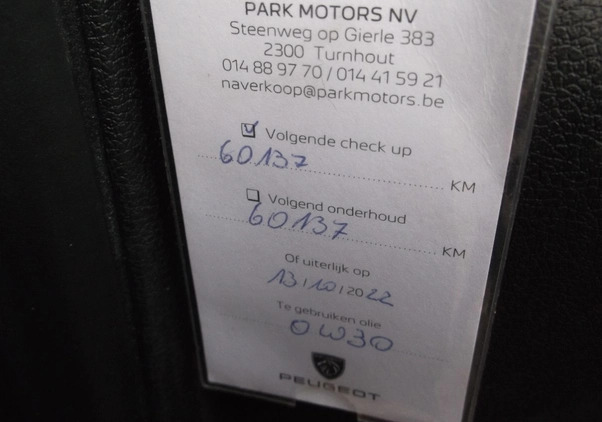 PARK MOTORS NV
Steenweg op Gierle 383
2300 Turnhout
014 88 97 70 / 014 41 59 21
naverkoop@parkmotors.be
Volgende check up
60137 KM
Volgend onderhoud
60137 KM
Of uiterlijk op
13/10/2022
Te gebruiken olie
0W30
PEUGEOT